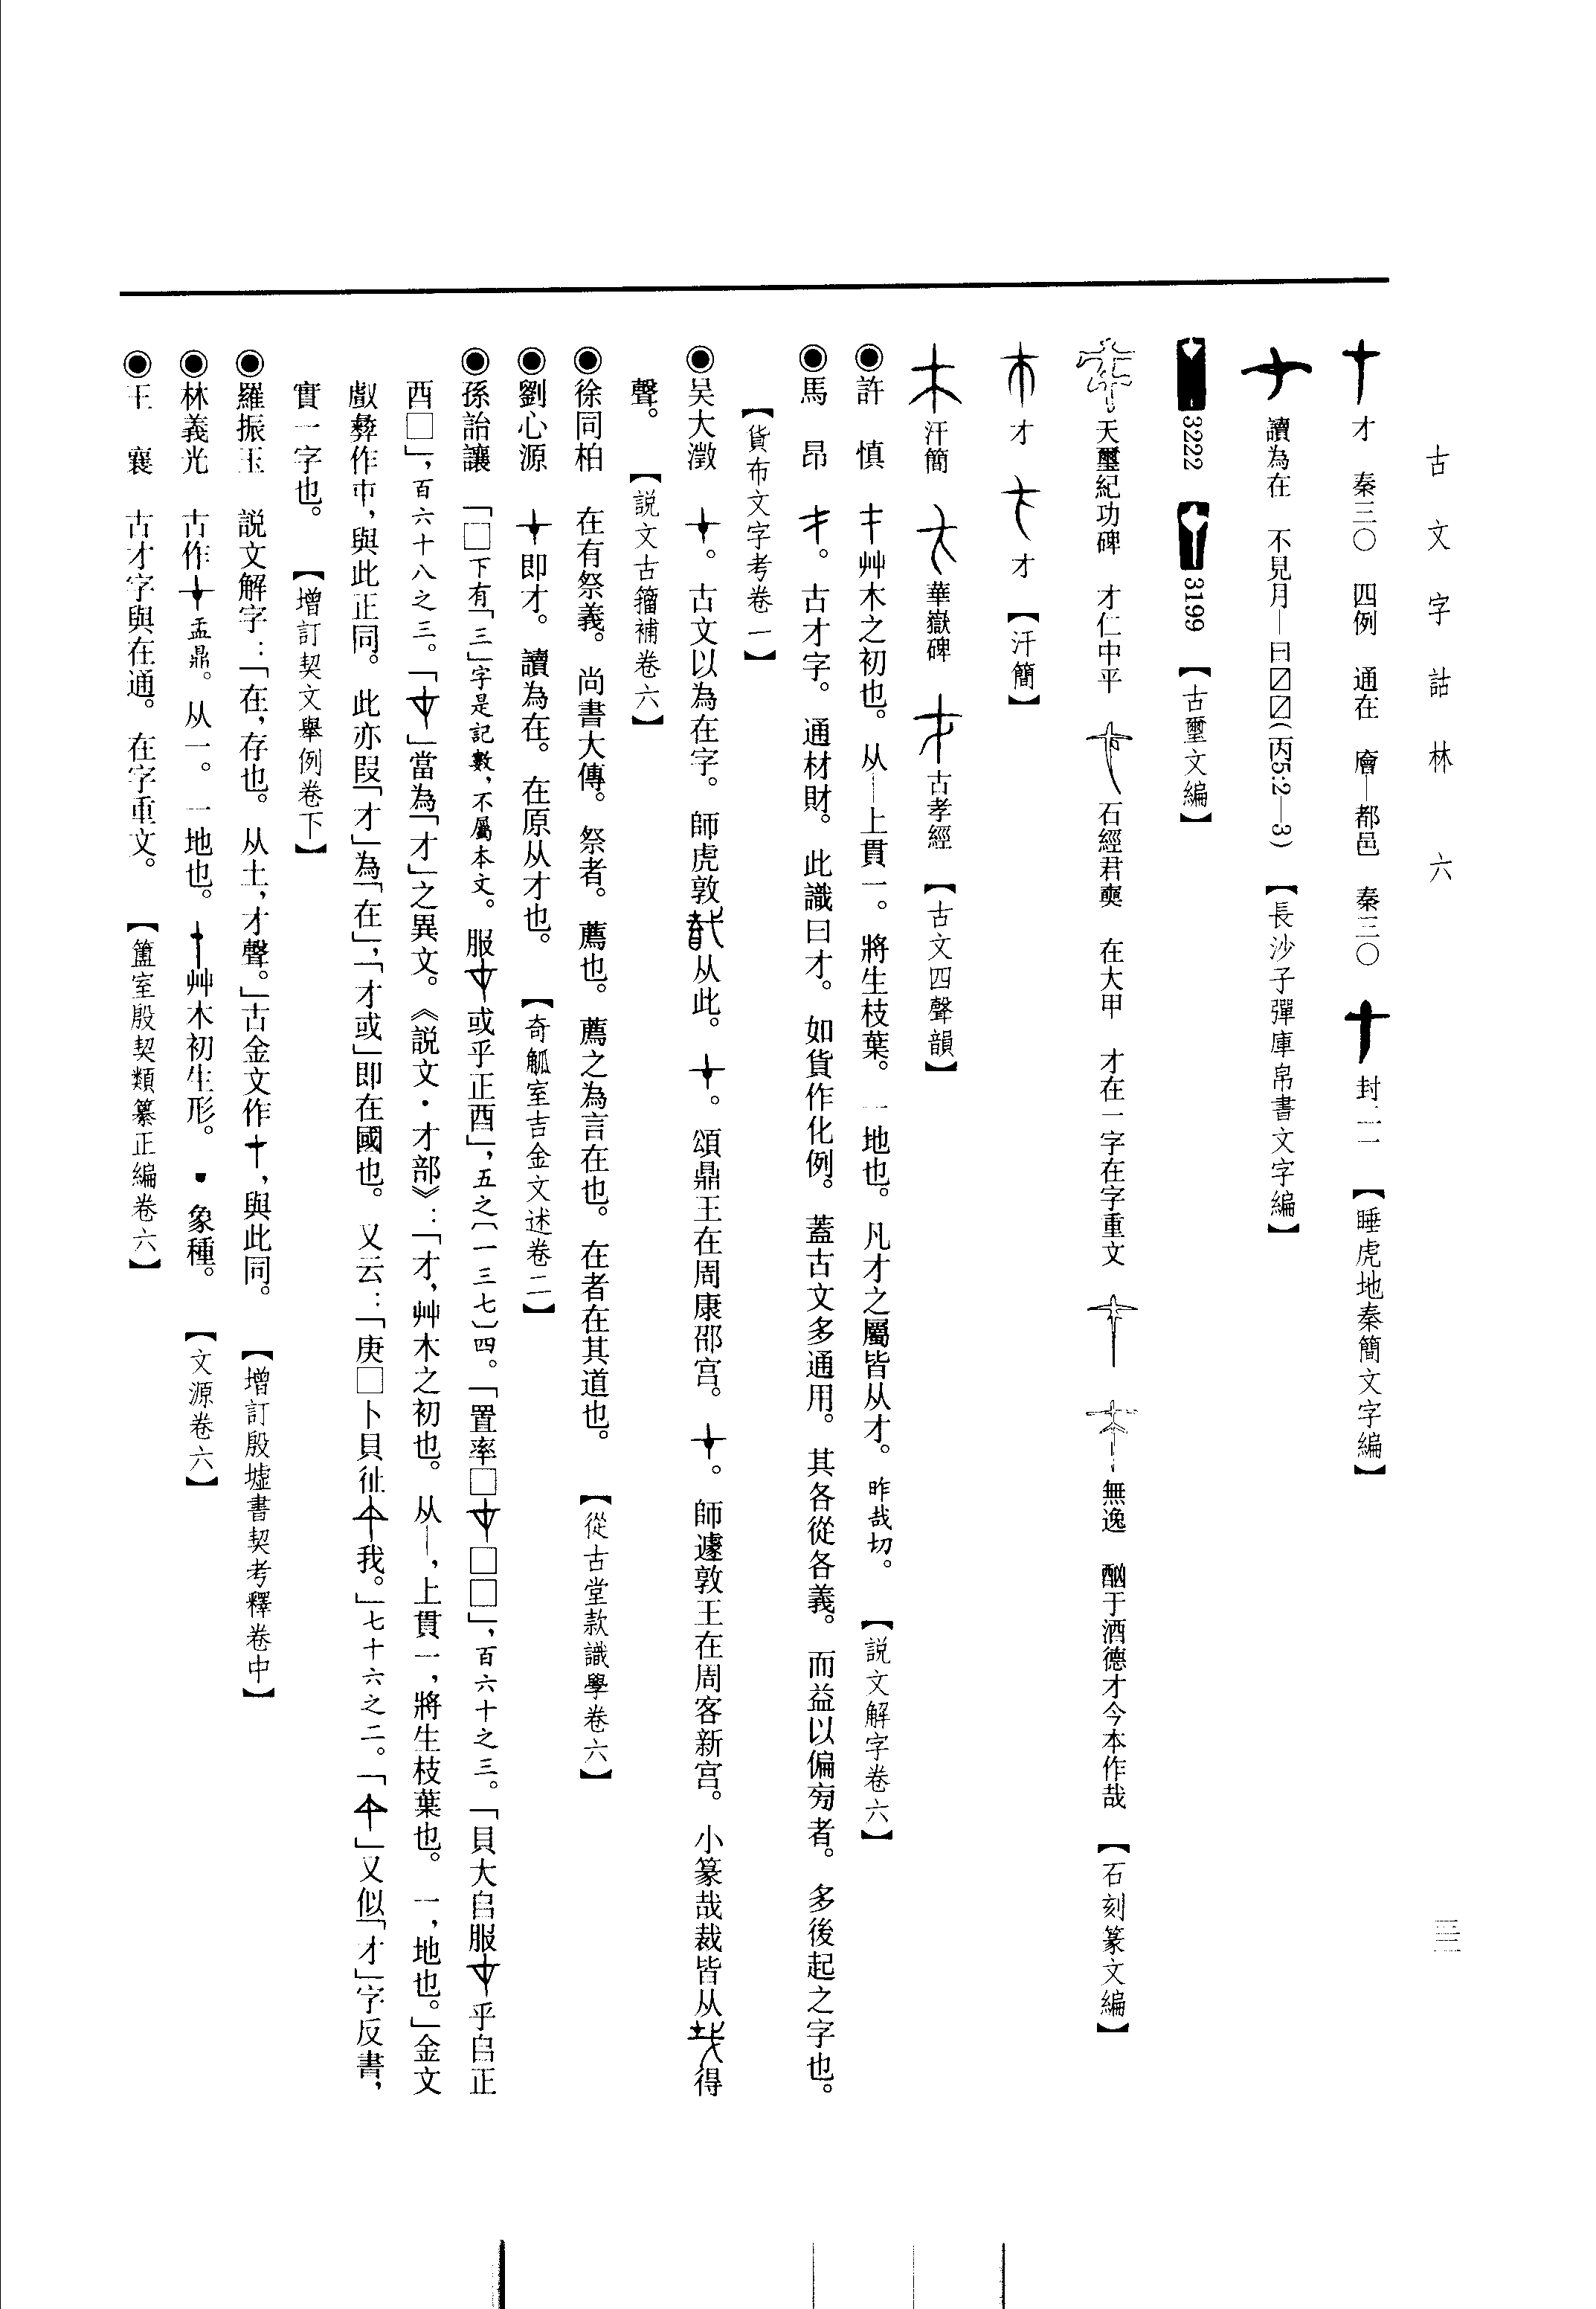 古文字詁林 六
才 秦三〇 四例 通在 廥—都邑 秦三〇 封二一 【睡虎地秦簡文字編】
讀為在 不見月—曰☐☐(丙5:2—3) 【長沙子彈庫帛書文字編】
3222 3199 【古璽文編】
天璽紀功碑 才仁中平 石經君奭 在大甲 才在一字在字重文 無逸 酗于酒德才今本作哉 【石刻篆文編】
才 才 【汗簡】
汗簡 華嶽碑 古孝經 【古文四聲韻】
◉許 慎 艸木之初也。从丨上貫一。將生枝葉。一地也。凡才之屬皆从才。昨哉切。 【説文解字卷六】
◉馬 昂 。古才字。通材財。此識曰才。如貨作化例。蓋古文多通用。其各從各義。而益以偏旁者。多後起之字也。
【貨布文字考卷一】
◉吴大澂 。古文以為在字。師虎敦从此。。頌鼎王在周康邵宫。。師遽敦王在周客新宫。小篆哉裁皆从得
聲。 【説文古籀補卷六】
◉徐同柏 在有祭義。尚書大傳。祭者。薦也。薦之為言在也。在者在其道也。 【從古堂款識學卷六】
◉劉心源 即才。讀為在。在原从才也。 【奇觚室吉金文述卷二】
◉孫詒讓 「□下有「三」字是記數,不屬本文。服或乎正酉」,五之〔一三七〕四。「置率□□□」,百六十之三。「貝大𠂤服乎𠂤正
酉□」,百六十八之三。「」當為「才」之異文。《説文·才部》:「才,艸木之初也。从丨,上貫一,將生枝葉也。一,地也。」金文
㪤彝作,與此正同。此亦叚「才」為「在」,「才或」即在國也。又云:「庚□卜貝䢌我。」七十六之二。「」又似「才」字反書,
實一字也。 【增訂契文舉例卷下】
◉羅振玉 説文解字:「在,存也。从土,才聲。」古金文作,與此同。 【增訂殷墟書契考釋卷中】
◉林義光 古作盂鼎。从一。一地也。艸木初生形。象種。 【文源卷六】
◉王 襄 古才字與在通。在字重文。 【簠室殷契類纂正編卷六】